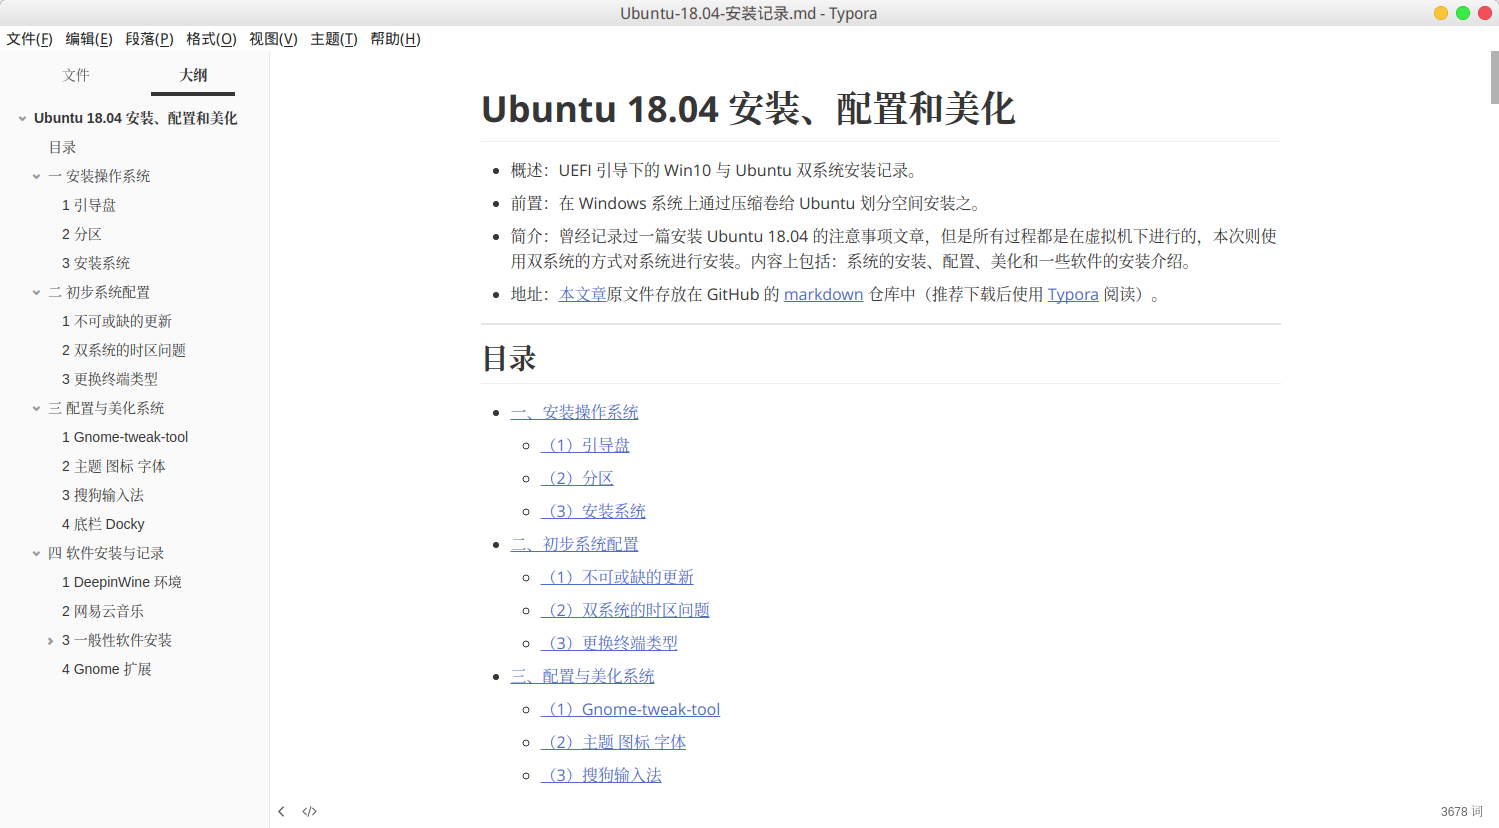 Ubuntu-18.04-安装记录.md - Typora
文件(F) 编辑(E) 段落(P) 格式(O) 视图(V) 主题(T) 帮助(H)
文件 大纲
Ubuntu 18.04 安装、配置和美化
目录
一 安装操作系统
1 引导盘
2 分区
3 安装系统
二 初步系统配置
1 不可或缺的更新
2 双系统的时区问题
3 更换终端类型
三 配置与美化系统
1 Gnome-tweak-tool
2 主题 图标 字体
3 搜狗输入法
4 底栏 Docky
四 软件安装与记录
1 DeepinWine 环境
2 网易云音乐
3 一般性软件安装
4 Gnome 扩展
Ubuntu 18.04 安装、配置和美化
概述：UEFI 引导下的 Win10 与 Ubuntu 双系统安装记录。
前置：在 Windows 系统上通过压缩卷给 Ubuntu 划分空间安装之。
简介：曾经记录过一篇安装 Ubuntu 18.04 的注意事项文章，但是所有过程都是在虚拟机下进行的，本次则使
用双系统的方式对系统进行安装。内容上包括：系统的安装、配置、美化和一些软件的安装介绍。
地址：本文章原文件存放在 GitHub 的 markdown 仓库中（推荐下载后使用 Typora 阅读）。
目录
一、安装操作系统
（1）引导盘
（2）分区
（3）安装系统
二、初步系统配置
（1）不可或缺的更新
（2）双系统的时区问题
（3）更换终端类型
三、配置与美化系统
（1）Gnome-tweak-tool
（2）主题 图标 字体
（3）搜狗输入法
3678 词